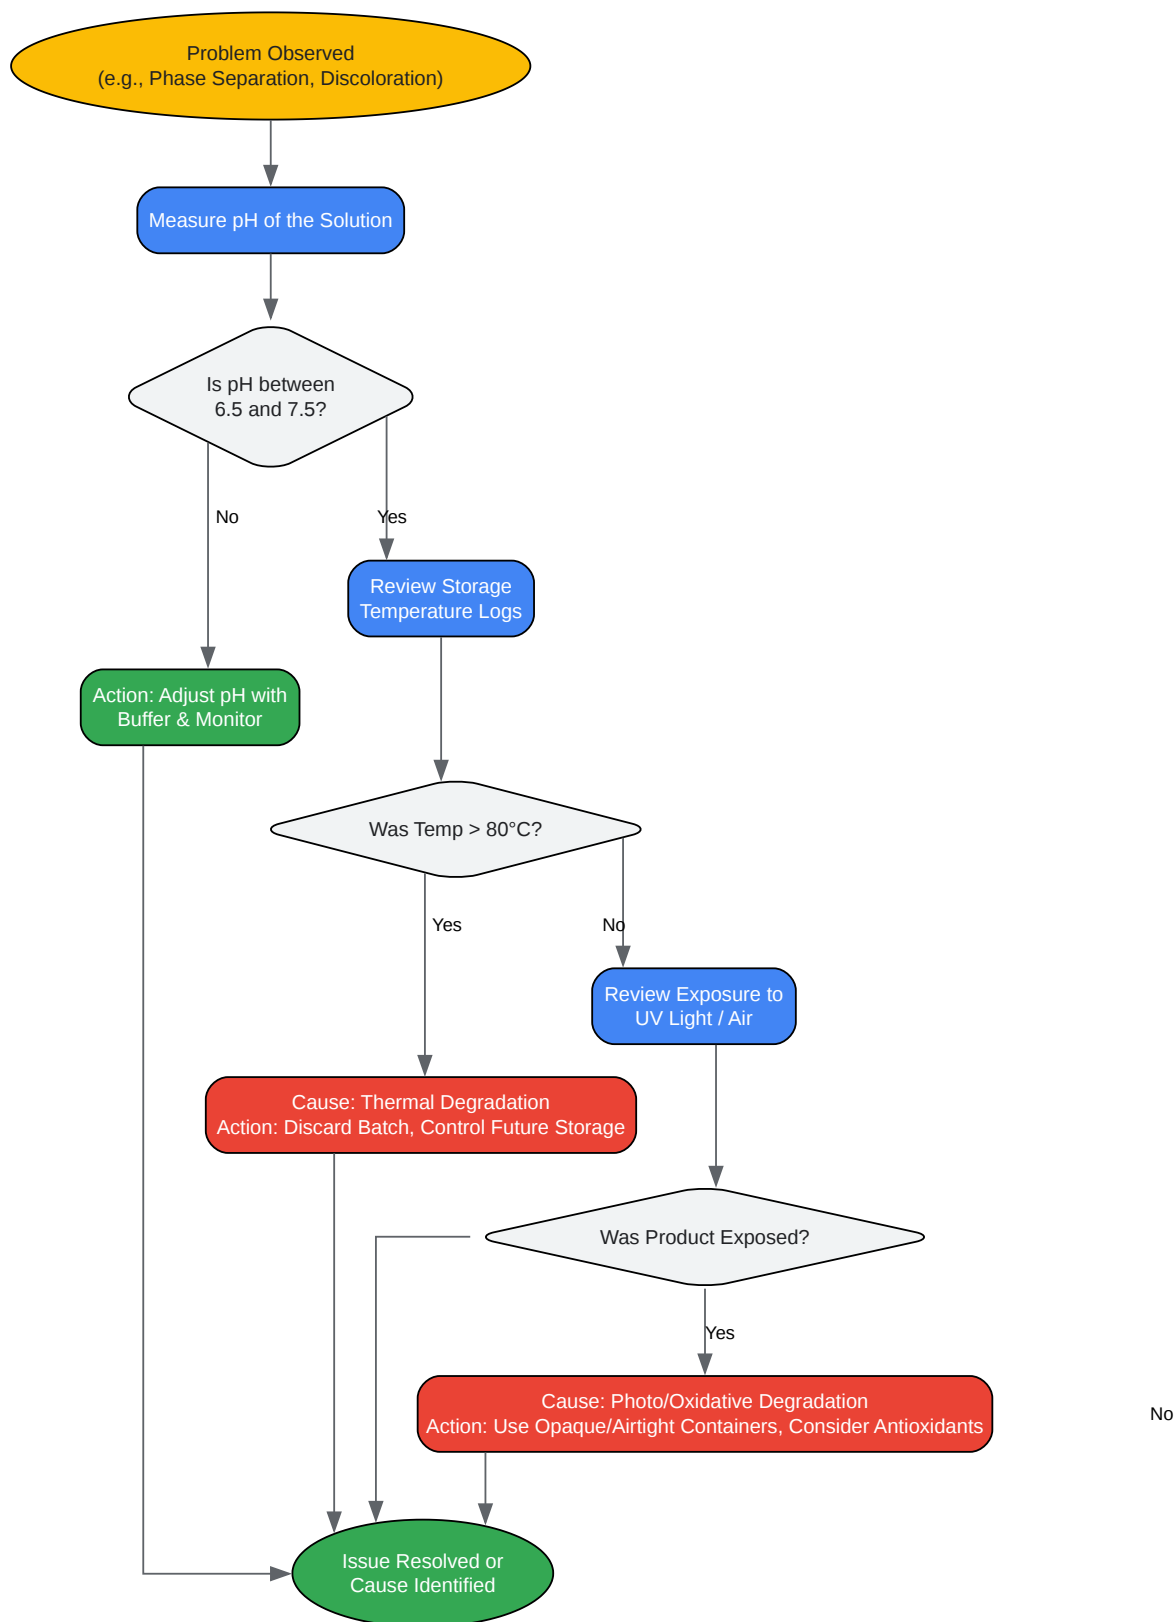 Problem Observed
(e.g., Phase Separation, Discoloration)
Measure pH of the Solution
Is pH between
6.5 and 7.5?
No
Yes
Review Storage
Temperature Logs
Action: Adjust pH with
Buffer & Monitor
Was Temp > 80°C?
Yes
No
Review Exposure to
UV Light / Air
Cause: Thermal Degradation
Action: Discard Batch, Control Future Storage
Was Product Exposed?
Yes
Cause: Photo/Oxidative Degradation
Action: Use Opaque/Airtight Containers, Consider Antioxidants
No
Issue Resolved or
Cause Identified